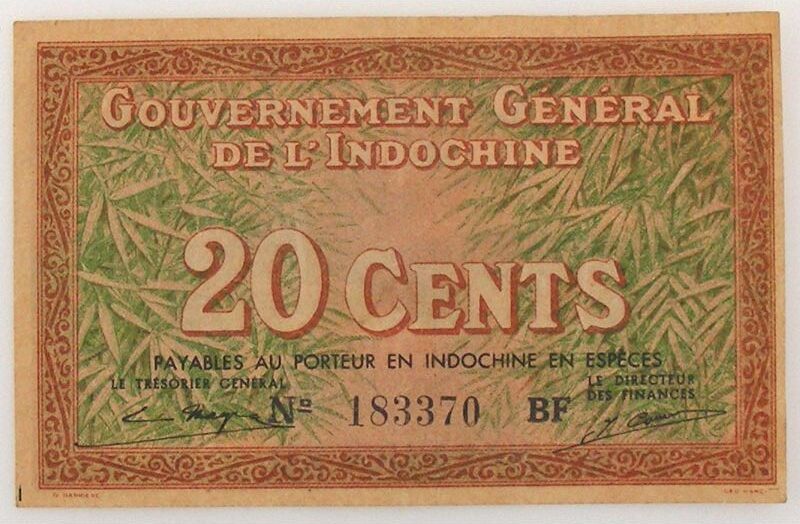 GOUVERNEMENT GÉNÉRAL
DE L'INDOCHINE
20 CENTS
PAYABLES AU PORTEUR EN INDOCHINE EN ESPÈCES
LE TRÉSORIER GÉNÉRAL
LE DIRECTEUR
DES FINANCES
Nº 183370 BF